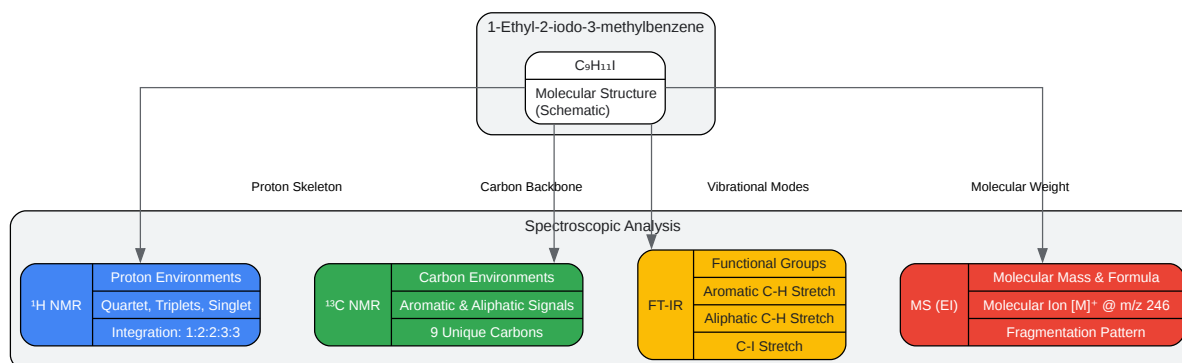 1-Ethyl-2-iodo-3-methylbenzene
C₉H₁₁I
Molecular Structure
(Schematic)
Proton Skeleton
Carbon Backbone
Vibrational Modes
Molecular Weight
Spectroscopic Analysis
¹H NMR
Proton Environments
Quartet, Triplets, Singlet
Integration: 1:2:2:3:3
¹³C NMR
Carbon Environments
Aromatic & Aliphatic Signals
9 Unique Carbons
FT-IR
Functional Groups
Aromatic C-H Stretch
Aliphatic C-H Stretch
C-I Stretch
MS (EI)
Molecular Mass & Formula
Molecular Ion [M]⁺ @ m/z 246
Fragmentation Pattern